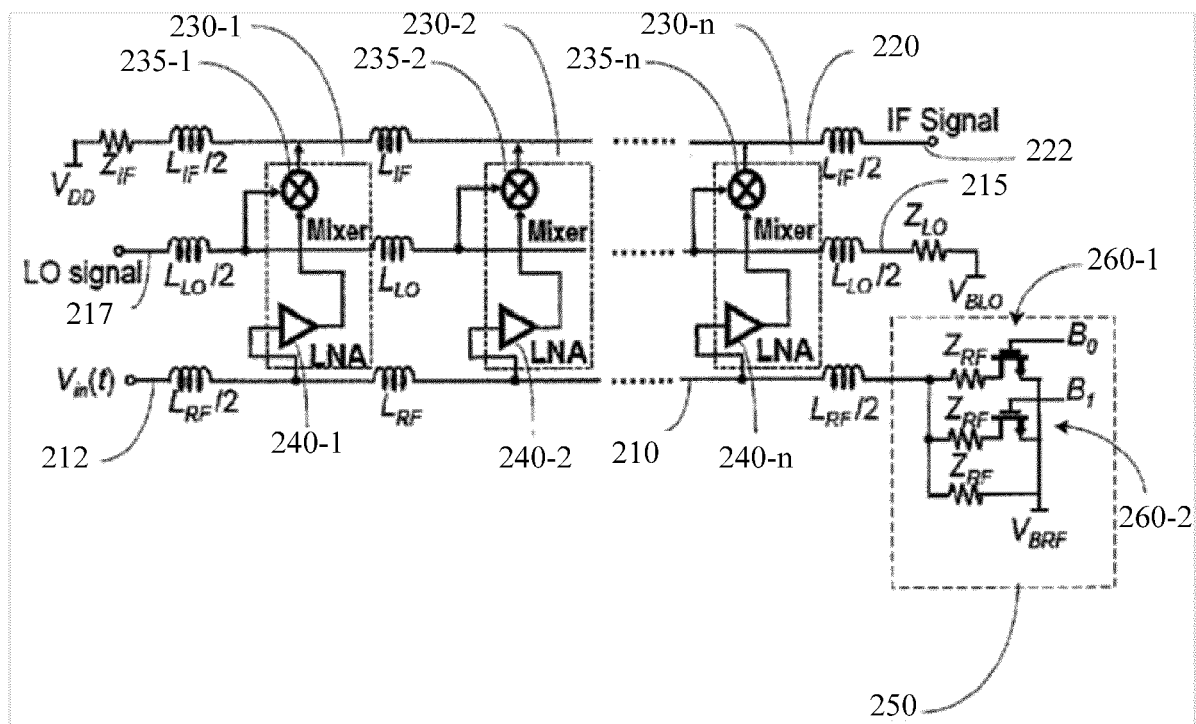 230-1 230-2 230-n
235-1 235-2 235-n 220
IF Signal
Z_IF L_IF/2 L_IF L_IF/2 222
V_DD
215
Z_LO
Mixer Mixer Mixer
LO signal L_LO/2 L_LO L_LO/2 V_BLO 260-1
217
LNA LNA LNA
Z_RF B_0
V_in(t) L_RF/2 L_RF L_RF/2
Z_RF B_1
212 240-1 240-2 210 240-n
Z_RF
V_BRF 260-2
250